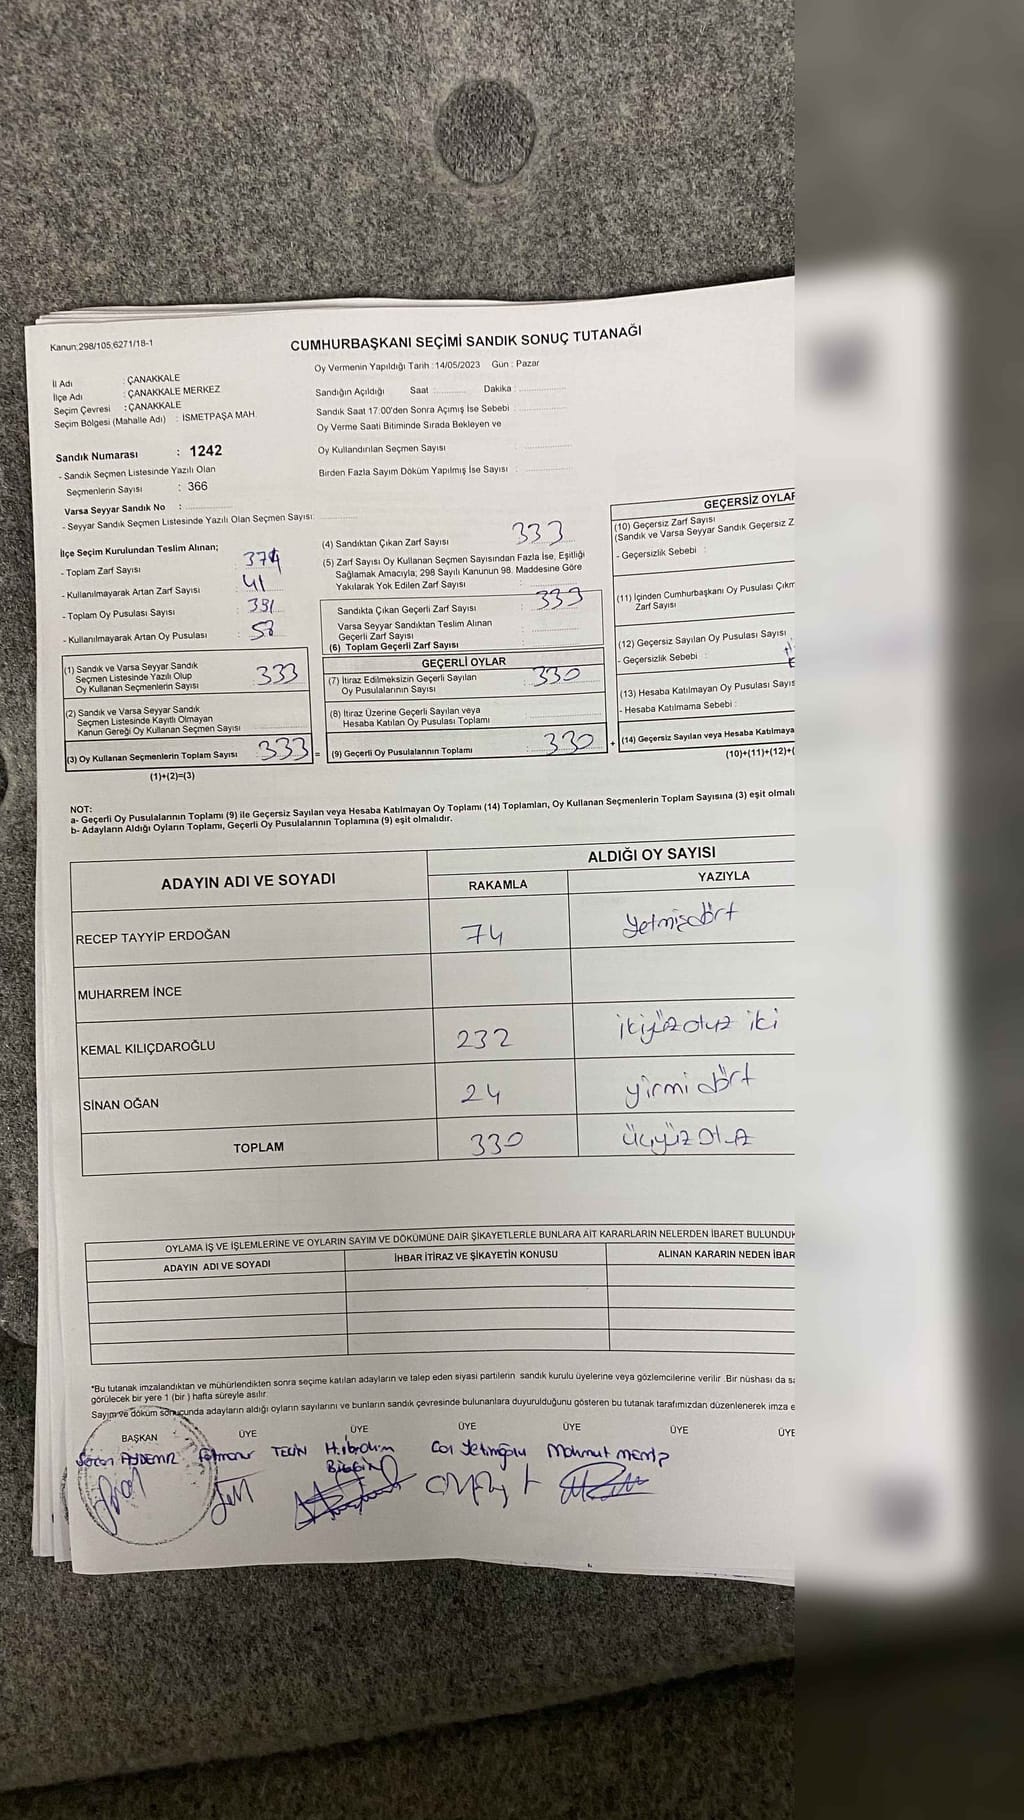 Kanun:298/105,6271/18-1
CUMHURBAŞKANI SEÇİMİ SANDIK SONUÇ TUTANAĞI
İl Adı : ÇANAKKALE
İlçe Adı : ÇANAKKALE MERKEZ
Seçim Çevresi : ÇANAKKALE
Seçim Bölgesi (Mahalle Adı) : İSMETPAŞA MAH.
Oy Vermenin Yapıldığı Tarih :14/05/2023 Gün : Pazar
Sandığın Açıldığı Saat : Dakika :
Sandık Saat 17.00'den Sonra Açımış İse Sebebi :
Oy Verme Saati Bitiminde Sırada Bekleyen ve
Oy Kullandırılan Seçmen Sayısı :
Birden Fazla Sayım Döküm Yapılmış İse Sayısı :
Sandık Numarası : 1242
- Sandık Seçmen Listesinde Yazılı Olan
Seçmenlerin Sayısı : 366
Varsa Seyyar Sandık No :
- Seyyar Sandık Seçmen Listesinde Yazılı Olan Seçmen Sayısı:
İlçe Seçim Kurulundan Teslim Alınan;
- Toplam Zarf Sayısı : 374
- Kullanılmayarak Artan Zarf Sayısı : 41
- Toplam Oy Pusulası Sayısı : 391
- Kullanılmayarak Artan Oy Pusulası : 58
(1) Sandık ve Varsa Seyyar Sandık
Seçmen Listesinde Yazılı Olup
Oy Kullanan Seçmenlerin Sayısı : 333
(2) Sandık ve Varsa Seyyar Sandık
Seçmen Listesinde Kayıtlı Olmayan
Kanun Gereği Oy Kullanan Seçmen Sayısı :
(3) Oy Kullanan Seçmenlerin Toplam Sayısı : 333 =
(1)+(2)=(3)
(4) Sandıktan Çıkan Zarf Sayısı : 333
(5) Zarf Sayısı Oy Kullanan Seçmen Sayısından Fazla İse, Eşitliği
Sağlamak Amacıyla; 298 Sayılı Kanunun 98. Maddesine Göre
Yakılarak Yok Edilen Zarf Sayısı :
Sandıkta Çıkan Geçerli Zarf Sayısı : 333
Varsa Seyyar Sandıktan Teslim Alınan
Geçerli Zarf Sayısı :
(6) Toplam Geçerli Zarf Sayısı :
GEÇERLİ OYLAR
(7) İtiraz Edilmeksizin Geçerli Sayılan
Oy Pusulalarının Sayısı : 330
(8) İtiraz Üzerine Geçerli Sayılan veya
Hesaba Katılan Oy Pusulası Toplamı :
(9) Geçerli Oy Pusulalarının Toplamı : 330 +
GEÇERSİZ OYLAR
(10) Geçersiz Zarf Sayısı
(Sandık ve Varsa Seyyar Sandık Geçersiz Z
- Geçersizlik Sebebi :
(11) İçinden Cumhurbaşkanı Oy Pusulası Çıkm
Zarf Sayısı
(12) Geçersiz Sayılan Oy Pusulası Sayısı
- Geçersizlik Sebebi :
(13) Hesaba Katılmayan Oy Pusulası Sayıs
- Hesaba Katılmama Sebebi :
(14) Geçersiz Sayılan veya Hesaba Katılmaya
(10)+(11)+(12)+(
NOT:
a- Geçerli Oy Pusulalarının Toplamı (9) ile Geçersiz Sayılan veya Hesaba Katılmayan Oy Toplamı (14) Toplamları, Oy Kullanan Seçmenlerin Toplam Sayısına (3) eşit olmalı
b- Adayların Aldığı Oyların Toplamı, Geçerli Oy Pusulalarının Toplamına (9) eşit olmalıdır.
ADAYIN ADI VE SOYADI ALDIĞI OY SAYISI
RAKAMLA YAZIYLA
RECEP TAYYİP ERDOĞAN 74 Yetmişdört
MUHARREM İNCE
KEMAL KILIÇDAROĞLU 232 ikiyüzotuz iki
SİNAN OĞAN 24 yirmi dört
TOPLAM 330 üçyüz otuz
OYLAMA İŞ VE İŞLEMLERİNE VE OYLARIN SAYIM VE DÖKÜMÜNE DAİR ŞİKAYETLERLE BUNLARA AİT KARARLARIN NELERDEN İBARET BULUNDUK
ADAYIN ADI VE SOYADI İHBAR İTİRAZ VE ŞİKAYETİN KONUSU ALINAN KARARIN NEDEN İBAR
*Bu tutanak imzalandıktan ve mühürlendikten sonra seçime katılan adayların ve talep eden siyasi partilerin sandık kurulu üyelerine veya gözlemcilerine verilir. Bir nüshası da sa
görülecek bir yere 1 (bir ) hafta süreyle asılır.
Sayım ve döküm sonucunda adayların aldığı oyların sayılarını ve bunların sandık çevresinde bulunanlara duyurulduğunu gösteren bu tutanak tarafımızdan düzenlenerek imza e
BAŞKAN ÜYE ÜYE ÜYE ÜYE ÜYE ÜYE
AYDEMİR TEKİN H.ibrahim Mahmut